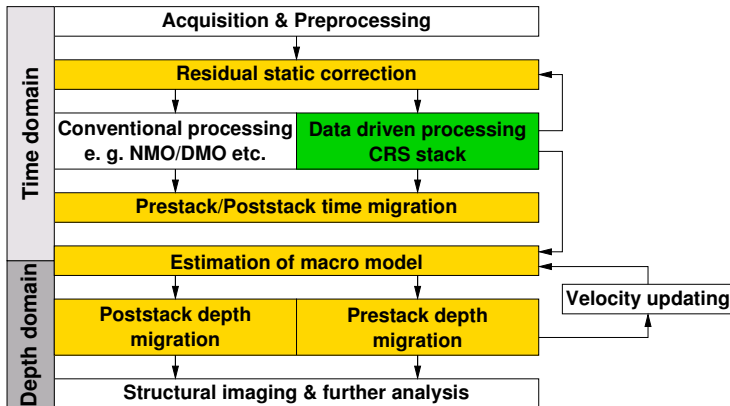 Time domain
Depth domain
Acquisition & Preprocessing
Residual static correction
Conventional processing
e. g. NMO/DMO etc.
Data driven processing
CRS stack
Prestack/Poststack time migration
Estimation of macro model
Poststack depth
migration
Prestack depth
migration
Velocity updating
Structural imaging & further analysis